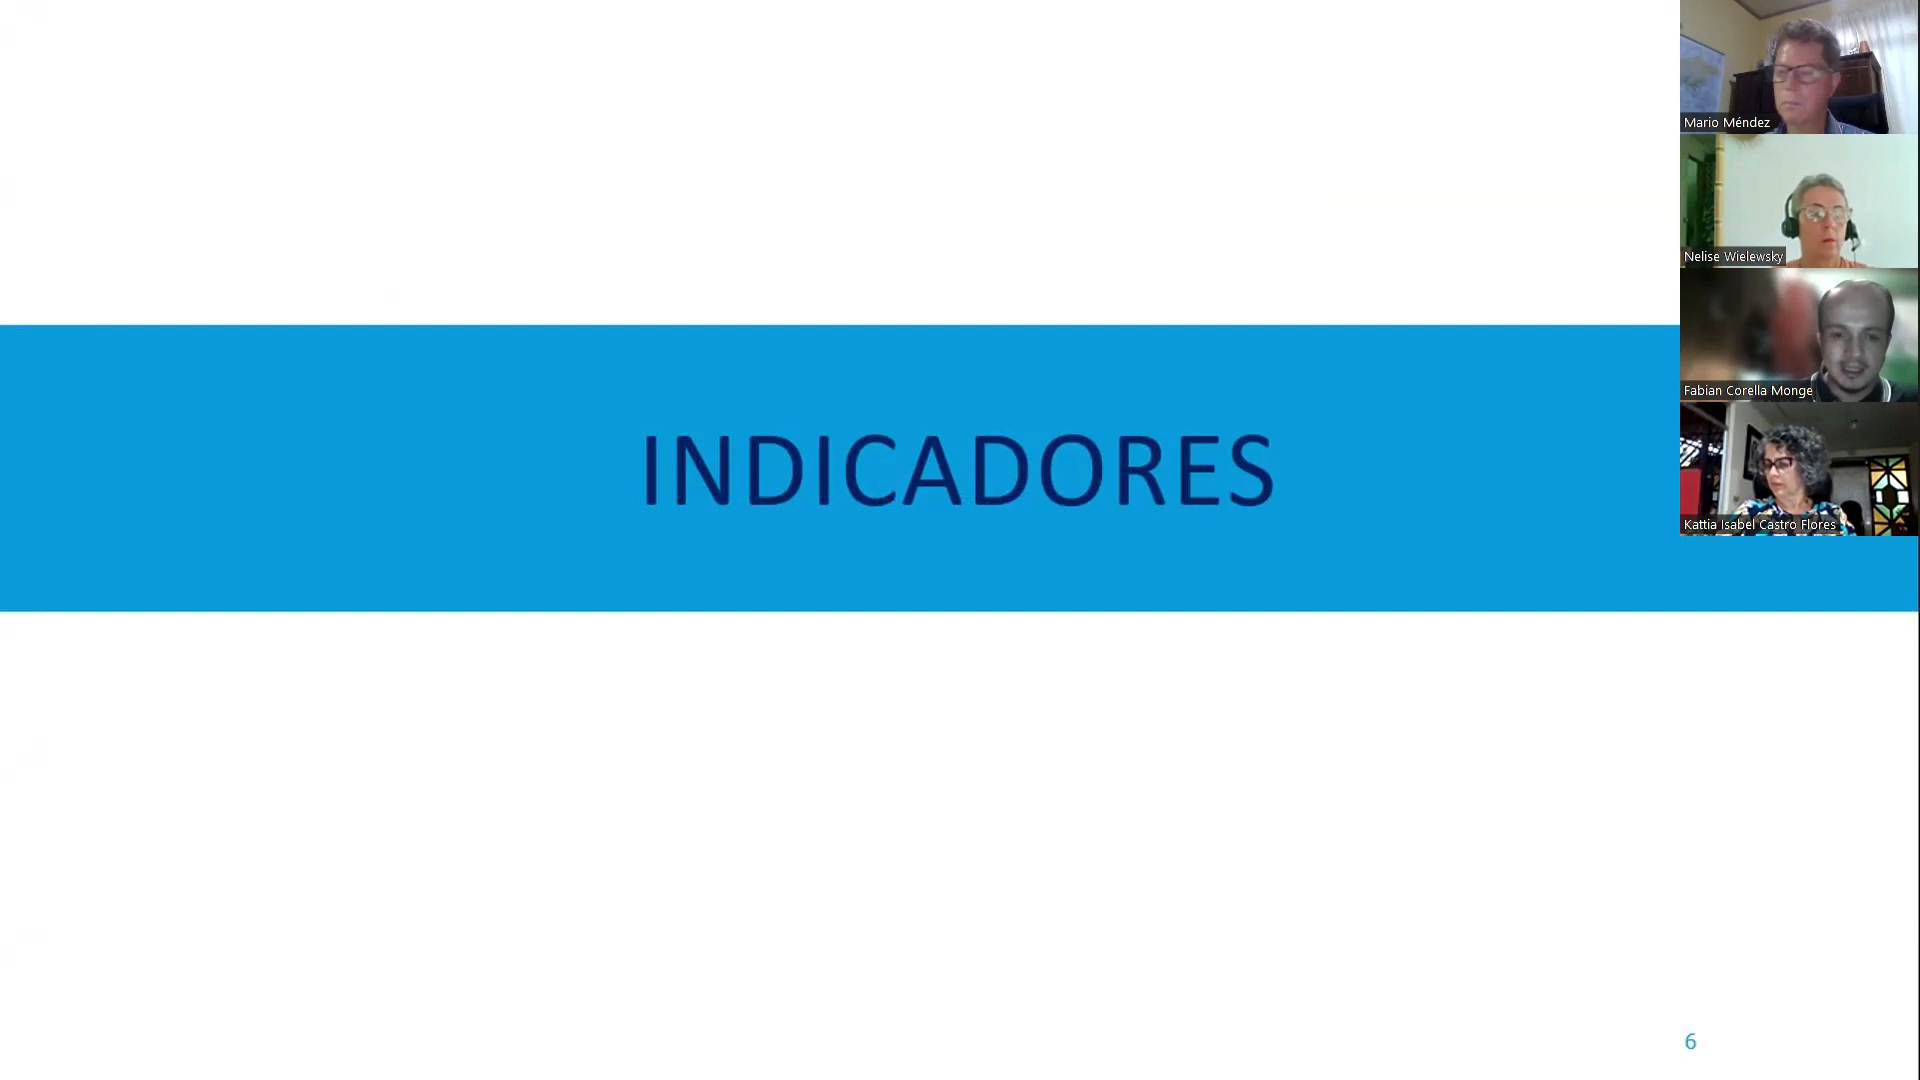 INDICADORES
Mario Méndez
Nelise Wielewsky
Fabian Corella Monge
Kattia Isabel Castro Flores
6